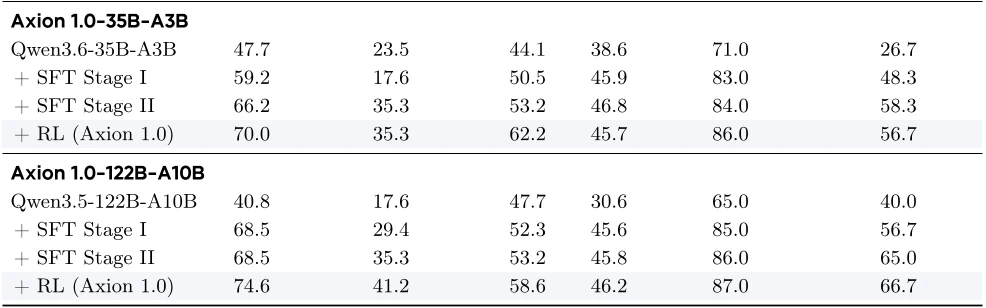 Axion 1.0-35B-A3B
Qwen3.6-35B-A3B 47.7 23.5 44.1 38.6 71.0 26.7
+ SFT Stage I 59.2 17.6 50.5 45.9 83.0 48.3
+ SFT Stage II 66.2 35.3 53.2 46.8 84.0 58.3
+ RL (Axion 1.0) 70.0 35.3 62.2 45.7 86.0 56.7
Axion 1.0-122B-A10B
Qwen3.5-122B-A10B 40.8 17.6 47.7 30.6 65.0 40.0
+ SFT Stage I 68.5 29.4 52.3 45.6 85.0 56.7
+ SFT Stage II 68.5 35.3 53.2 45.8 86.0 65.0
+ RL (Axion 1.0) 74.6 41.2 58.6 46.2 87.0 66.7